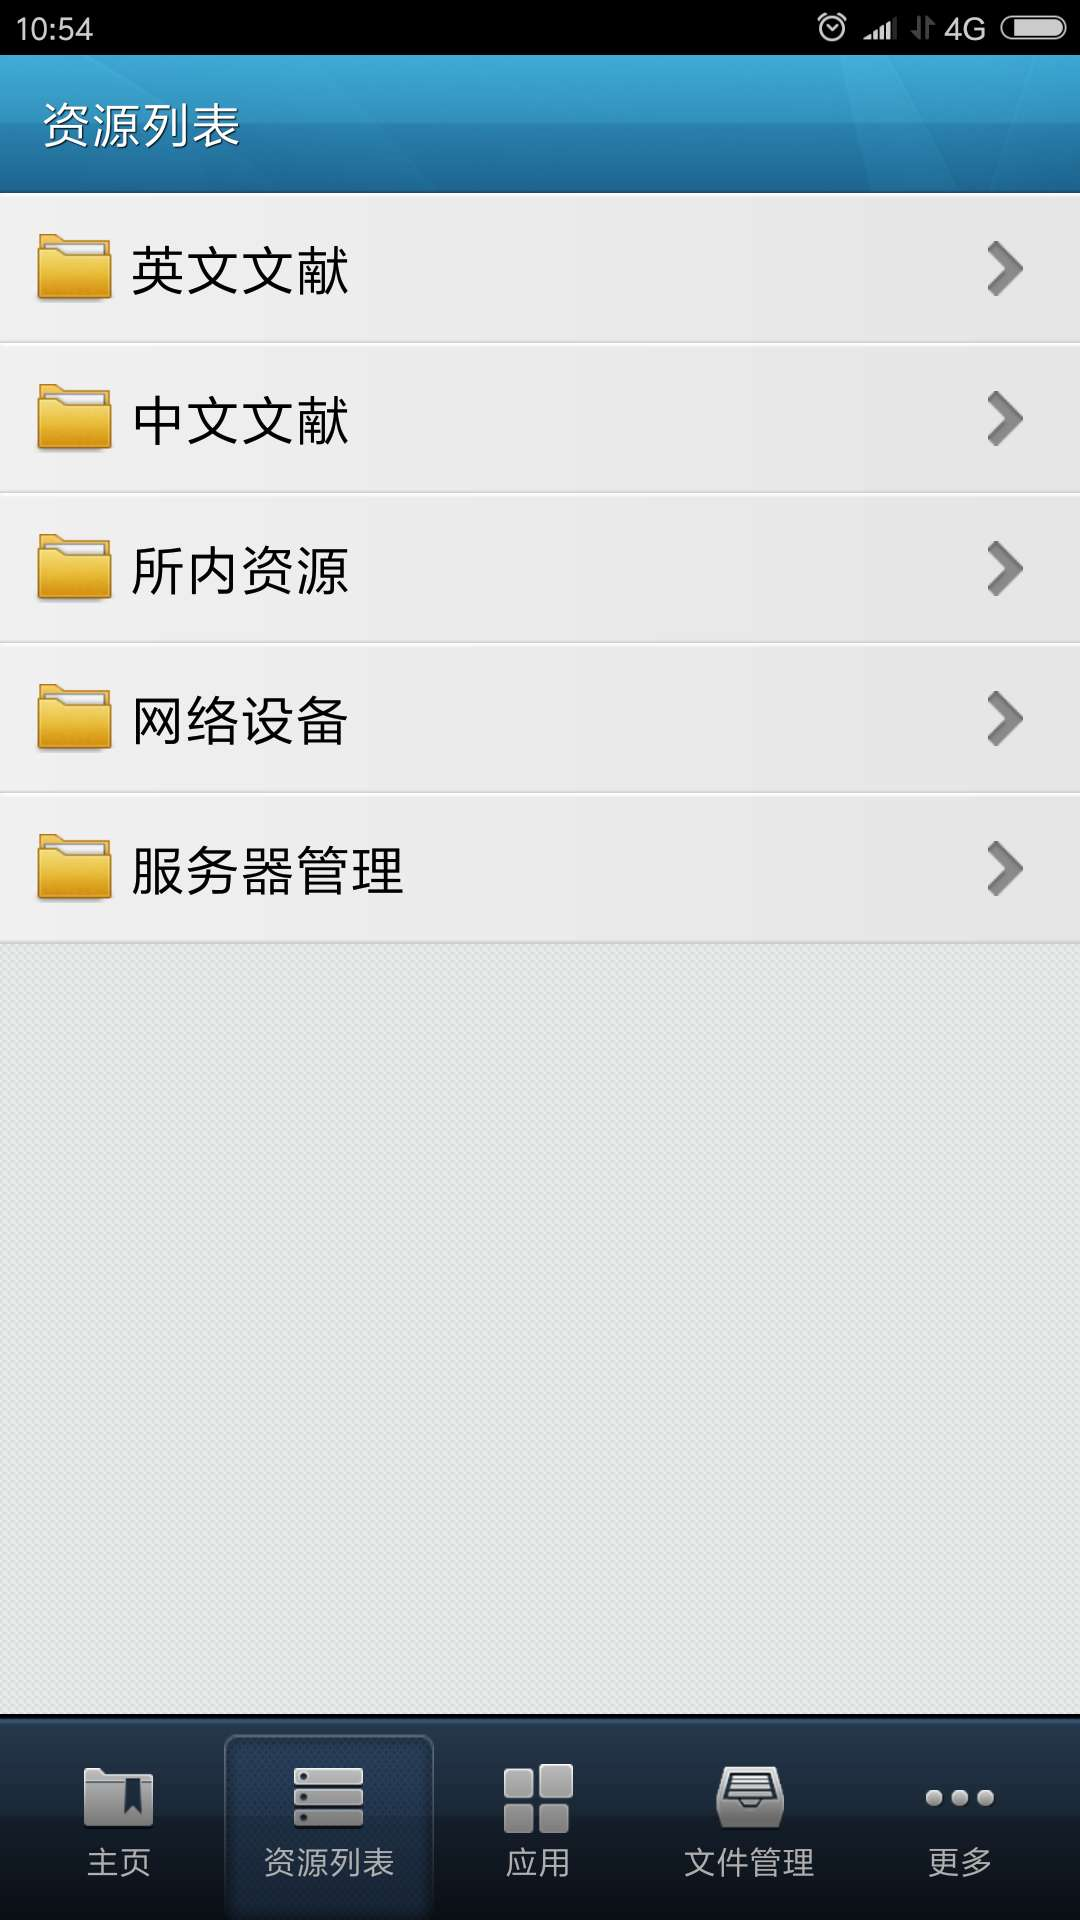 10:54 4G
资源列表
英文文献
中文文献
所内资源
网络设备
服务器管理
主页 资源列表 应用 文件管理 更多